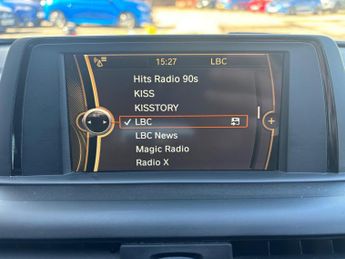 15:27 LBC
Hits Radio 90s
KISS
KISSTORY
✓ LBC
LBC News
Magic Radio
Radio X